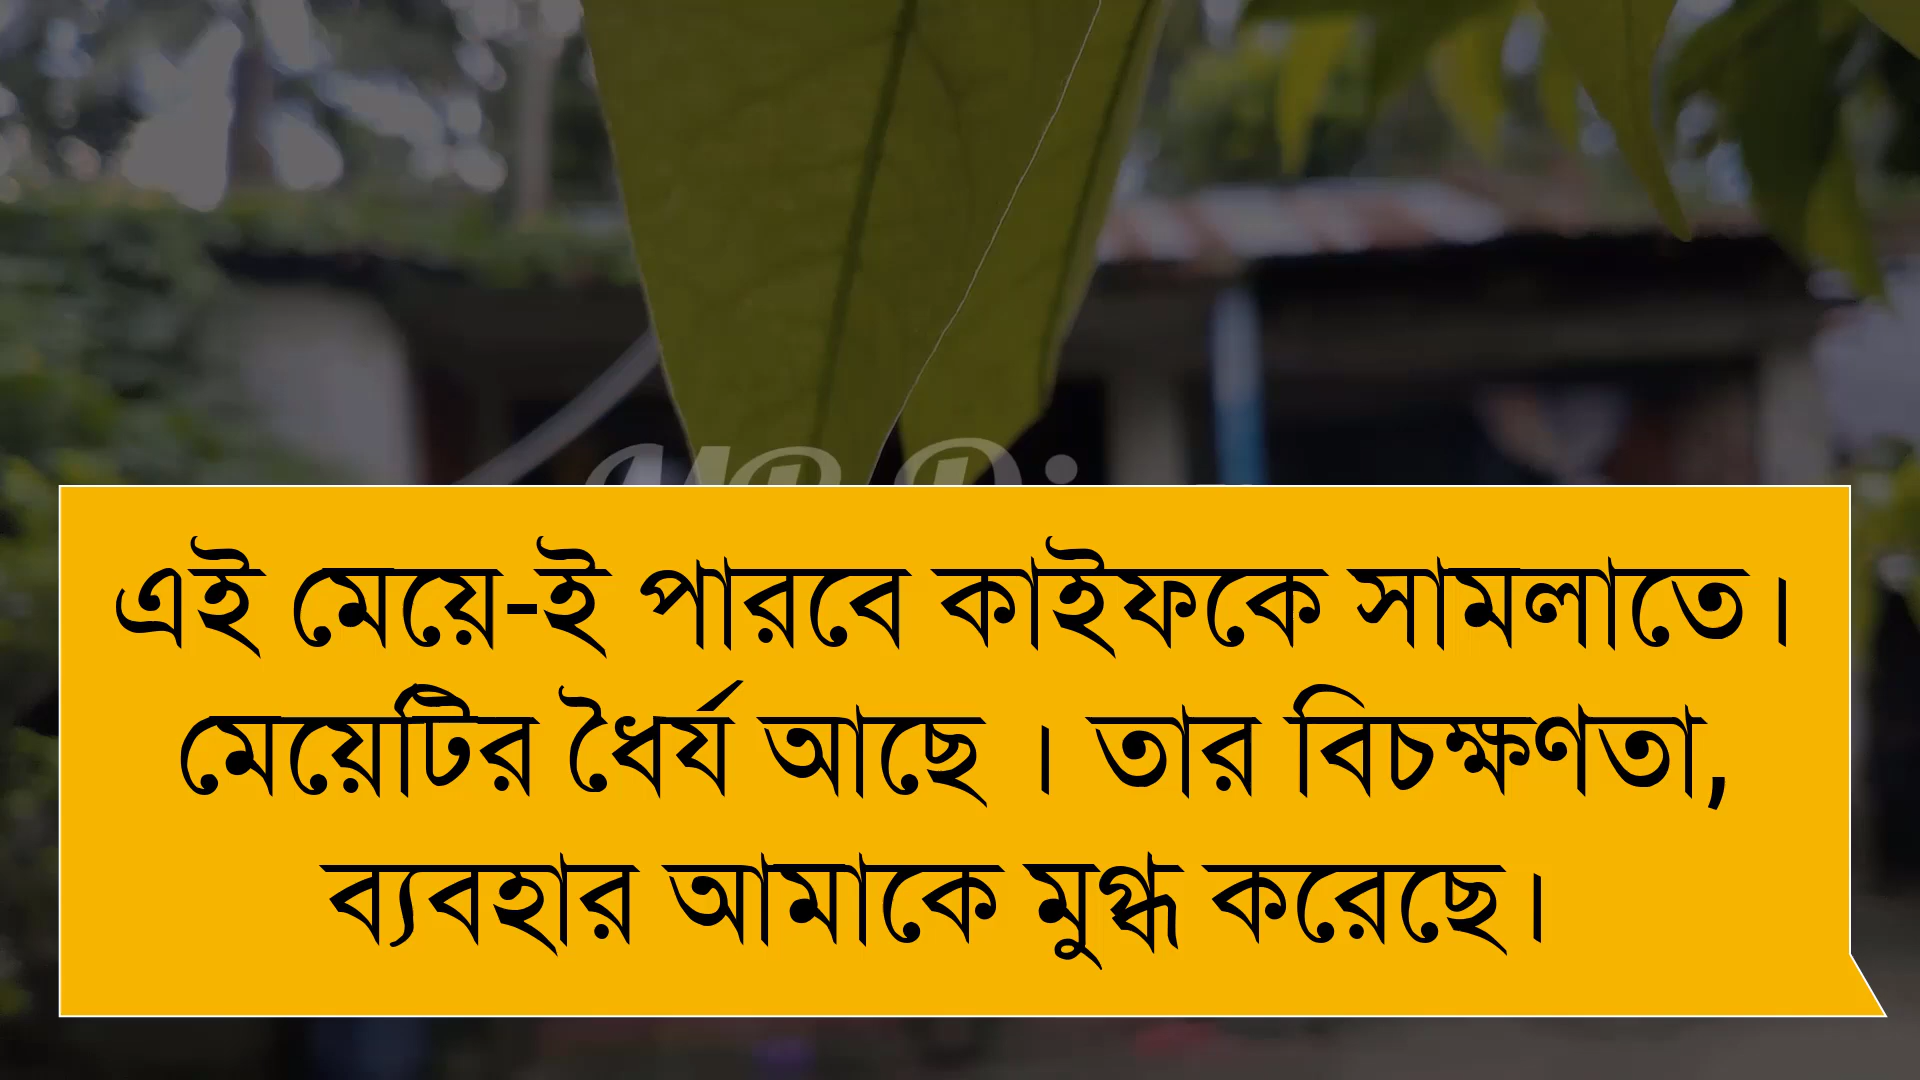 এই মেয়ে-ই পারবে কাইফকে সামলাতে।
মেয়েটির ধৈর্য আছে । তার বিচক্ষণতা,
ব্যবহার আমাকে মুগ্ধ করেছে।